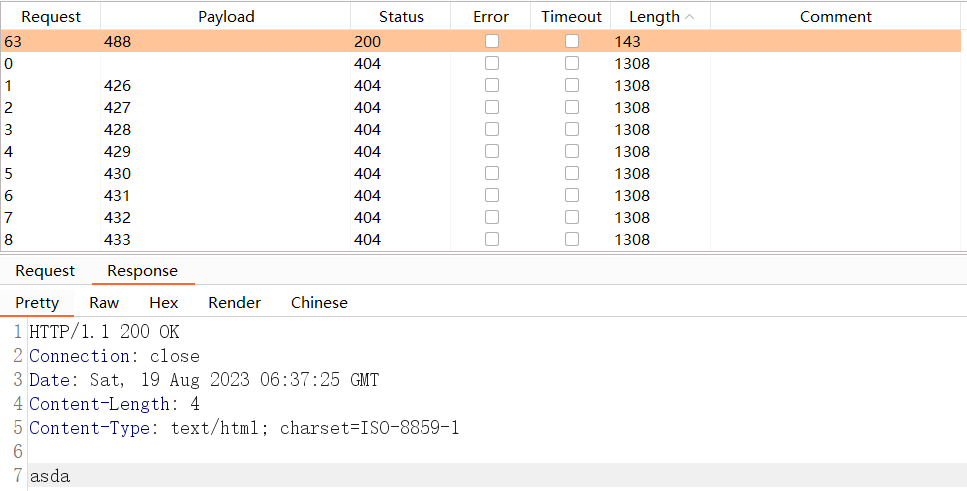 Request Payload Status Error Timeout Length Comment
63 488 200 143
0 404 1308
1 426 404 1308
2 427 404 1308
3 428 404 1308
4 429 404 1308
5 430 404 1308
6 431 404 1308
7 432 404 1308
8 433 404 1308
Request Response
Pretty Raw Hex Render Chinese
1 HTTP/1.1 200 OK
2 Connection: close
3 Date: Sat, 19 Aug 2023 06:37:25 GMT
4 Content-Length: 4
5 Content-Type: text/html; charset=ISO-8859-1
6
7 asda